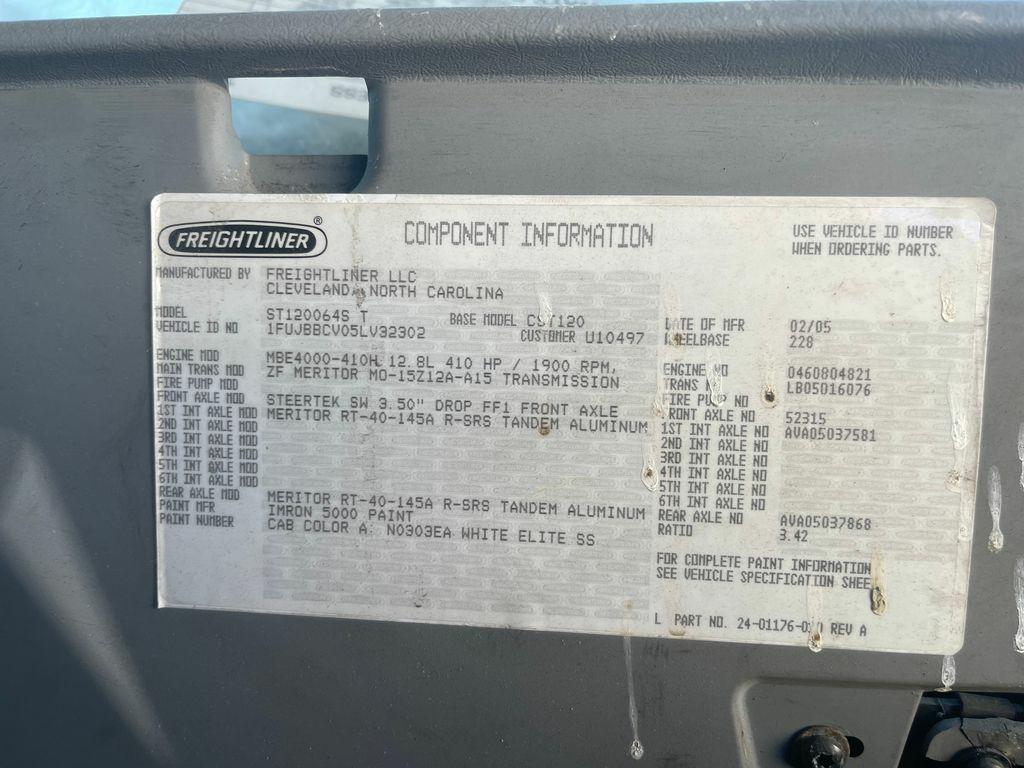 FREIGHTLINER ®
COMPONENT INFORMATION
USE VEHICLE ID NUMBER
WHEN ORDERING PARTS.
MANUFACTURED BY FREIGHTLINER LLC
CLEVELAND, NORTH CAROLINA
MODEL ST120064S T BASE MODEL CST120 DATE OF MFR 02/05
VEHICLE ID NO 1FUJBBCV05LV32302 CUSTOMER U10497 WHEELBASE 228
ENGINE MOD MBE4000-410H 12.8L 410 HP / 1900 RPM, ENGINE NO 0460804821
MAIN TRANS MOD ZF MERITOR MO-15Z12A-A15 TRANSMISSION TRANS NO LB05016076
FIRE PUMP MOD FIRE PUMP NO
FRONT AXLE MOD STEERTEK SW 3.50" DROP FF1 FRONT AXLE FRONT AXLE NO 52315
1ST INT AXLE MOD MERITOR RT-40-145A R-SRS TANDEM ALUMINUM 1ST INT AXLE NO AVA05037581
2ND INT AXLE MOD 2ND INT AXLE NO
3RD INT AXLE MOD 3RD INT AXLE NO
4TH INT AXLE MOD 4TH INT AXLE NO
5TH INT AXLE MOD 5TH INT AXLE NO
6TH INT AXLE MOD 6TH INT AXLE NO
REAR AXLE MOD MERITOR RT-40-145A R-SRS TANDEM ALUMINUM REAR AXLE NO AVA05037868
PAINT MFR IMRON 5000 PAINT RATIO 3.42
PAINT NUMBER CAB COLOR A: N0303EA WHITE ELITE SS
FOR COMPLETE PAINT INFORMATION
SEE VEHICLE SPECIFICATION SHEE
L PART NO. 24-01176-0 0 REV A